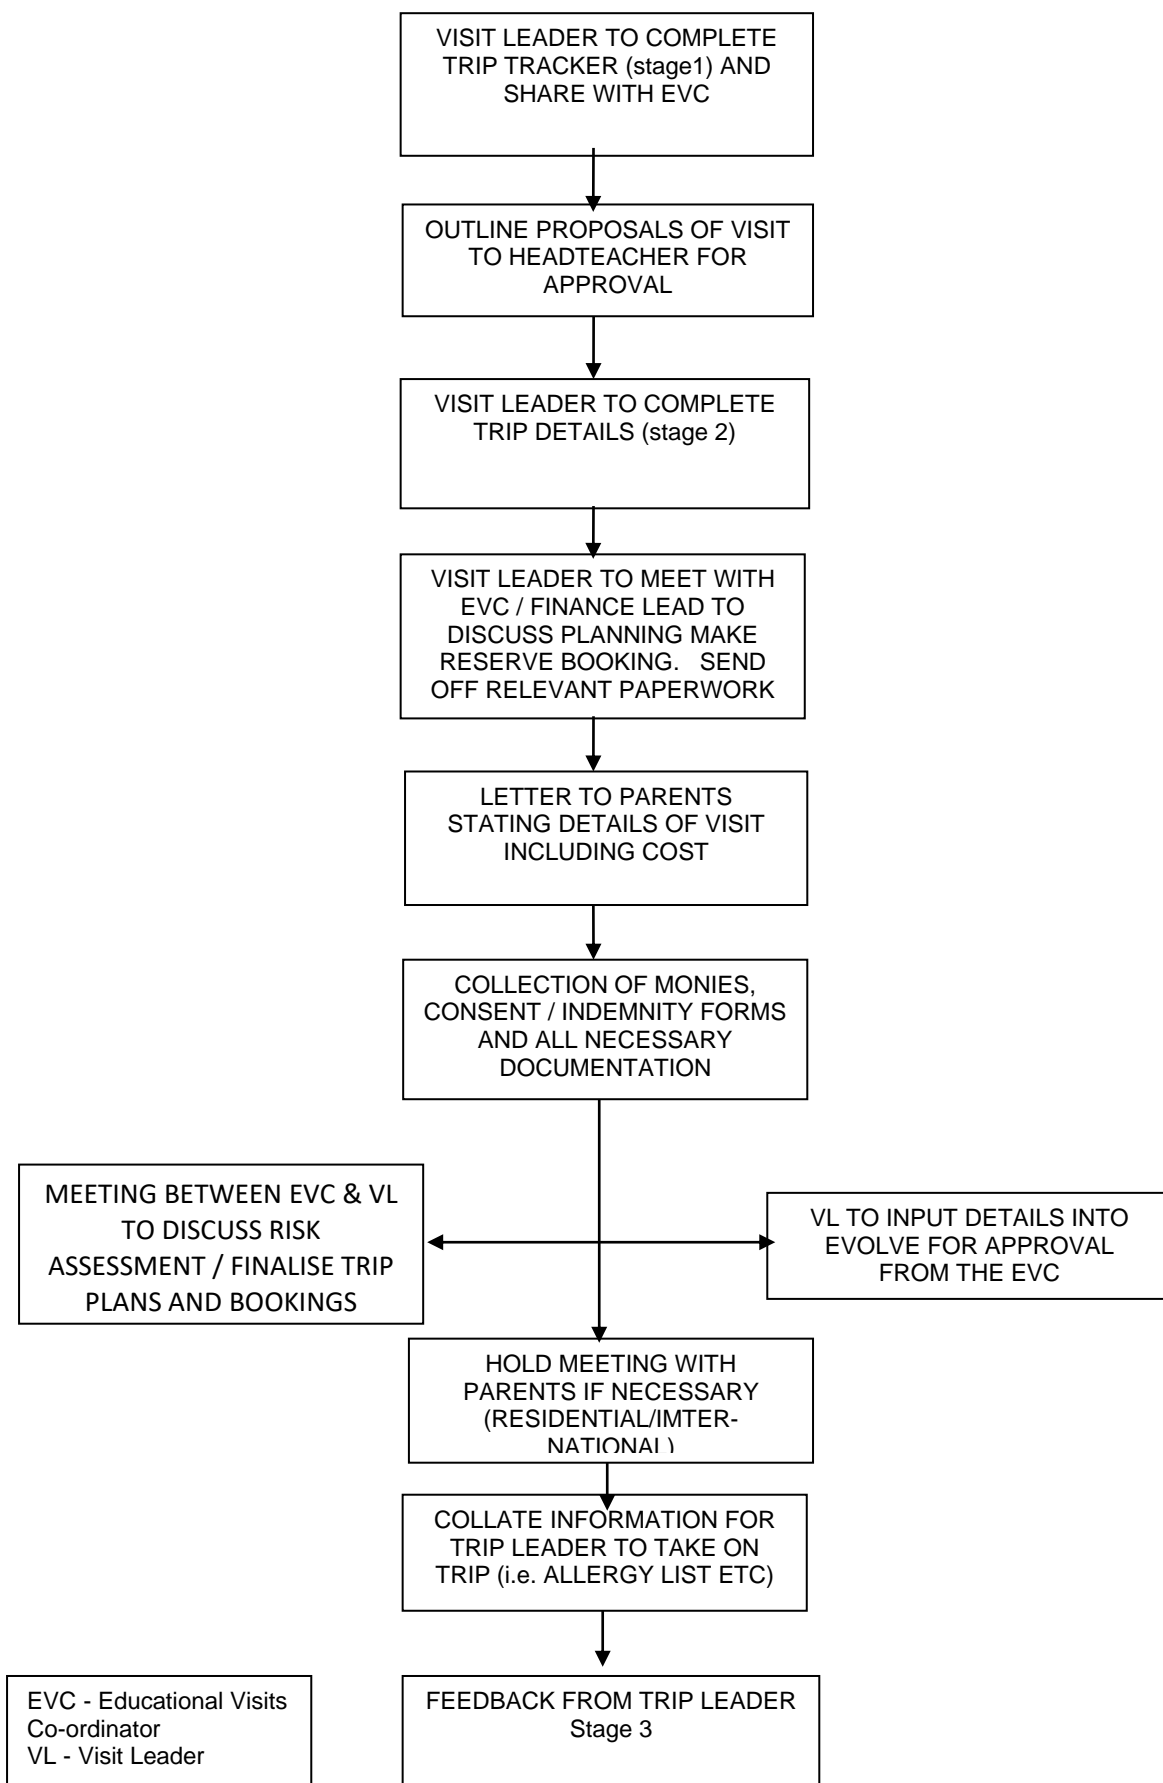 VISIT LEADER TO COMPLETE
TRIP TRACKER (stage1) AND
SHARE WITH EVC
OUTLINE PROPOSALS OF VISIT
TO HEADTEACHER FOR
APPROVAL
VISIT LEADER TO COMPLETE
TRIP DETAILS (stage 2)
VISIT LEADER TO MEET WITH
EVC / FINANCE LEAD TO
DISCUSS PLANNING MAKE
RESERVE BOOKING. SEND
OFF RELEVANT PAPERWORK
LETTER TO PARENTS
STATING DETAILS OF VISIT
INCLUDING COST
COLLECTION OF MONIES,
CONSENT / INDEMNITY FORMS
AND ALL NECESSARY
DOCUMENTATION
MEETING BETWEEN EVC & VL
TO DISCUSS RISK
ASSESSMENT / FINALISE TRIP
PLANS AND BOOKINGS
VL TO INPUT DETAILS INTO
EVOLVE FOR APPROVAL
FROM THE EVC
HOLD MEETING WITH
PARENTS IF NECESSARY
(RESIDENTIAL/IMTER-
NATIONAL)
COLLATE INFORMATION FOR
TRIP LEADER TO TAKE ON
TRIP (i.e. ALLERGY LIST ETC)
EVC - Educational Visits
Co-ordinator
VL - Visit Leader
FEEDBACK FROM TRIP LEADER
Stage 3